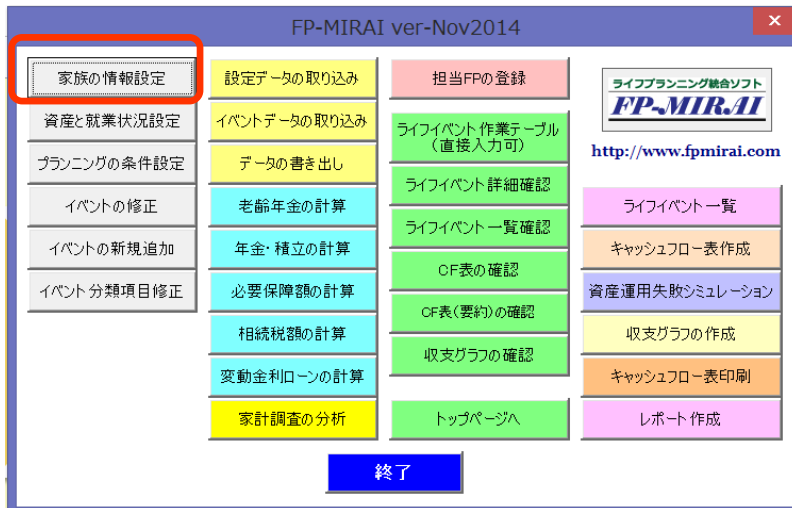 FP-MIRAI ver-Nov2014
×
家族の情報設定
資産と就業状況設定
プランニングの条件設定
イベントの修正
イベントの新規追加
イベント分類項目修正
設定データの取り込み
イベントデータの取り込み
データの書き出し
老齢年金の計算
年金・積立の計算
必要保障額の計算
相続税額の計算
変動金利ローンの計算
家計調査の分析
担当FPの登録
ライフイベント作業テーブル
(直接入力可)
ライフイベント詳細確認
ライフイベント一覧確認
CF表の確認
CF表(要約)の確認
収支グラフの確認
トップページへ
ライフプランニング統合ソフト
FP-MIRAI
http://www.fpmirai.com
ライフイベント一覧
キャッシュフロー表作成
資産運用失敗シミュレーション
収支グラフの作成
キャッシュフロー表印刷
レポート作成
終了